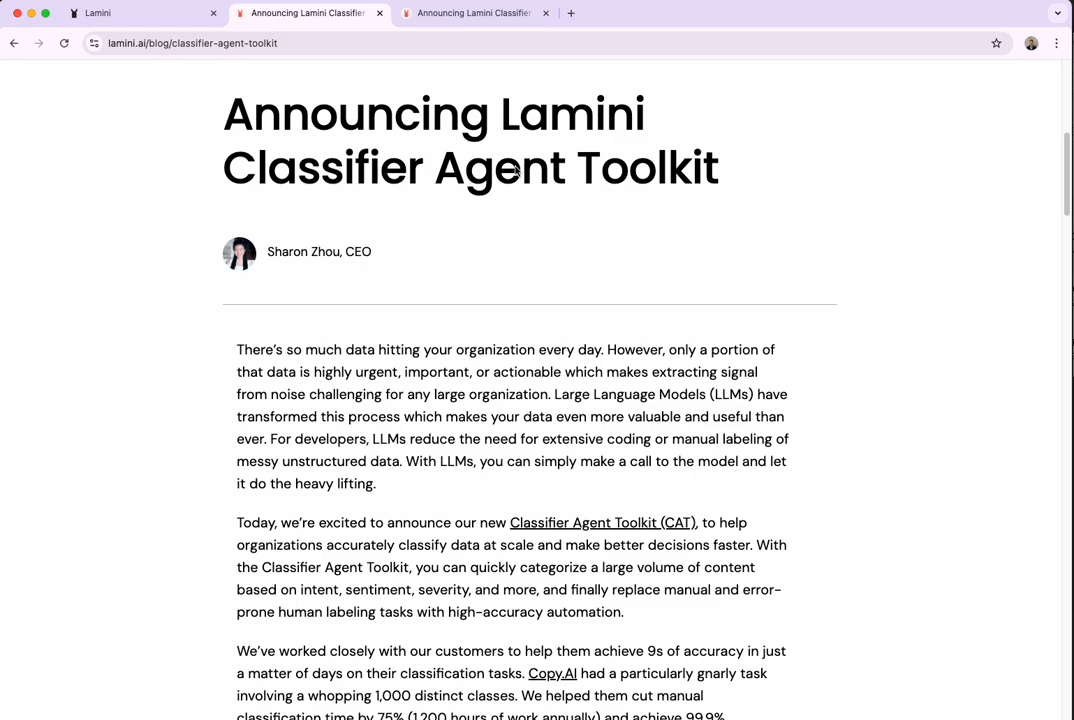 Lamini
Announcing Lamini Classifier
Announcing Lamini Classifier
lamini.ai/blog/classifier-agent-toolkit
Announcing Lamini
Classifier Agent Toolkit
Sharon Zhou, CEO
There's so much data hitting your organization every day. However, only a portion of
that data is highly urgent, important, or actionable which makes extracting signal
from noise challenging for any large organization. Large Language Models (LLMs) have
transformed this process which makes your data even more valuable and useful than
ever. For developers, LLMs reduce the need for extensive coding or manual labeling of
messy unstructured data. With LLMs, you can simply make a call to the model and let
it do the heavy lifting.
Today, we're excited to announce our new Classifier Agent Toolkit (CAT), to help
organizations accurately classify data at scale and make better decisions faster. With
the Classifier Agent Toolkit, you can quickly categorize a large volume of content
based on intent, sentiment, severity, and more, and finally replace manual and error-
prone human labeling tasks with high-accuracy automation.
We've worked closely with our customers to help them achieve 9s of accuracy in just
a matter of days on their classification tasks. Copy.AI had a particularly gnarly task
involving a whopping 1,000 distinct classes. We helped them cut manual
classification time by 75% (1,200 hours of work annually) and achieve 99.9%